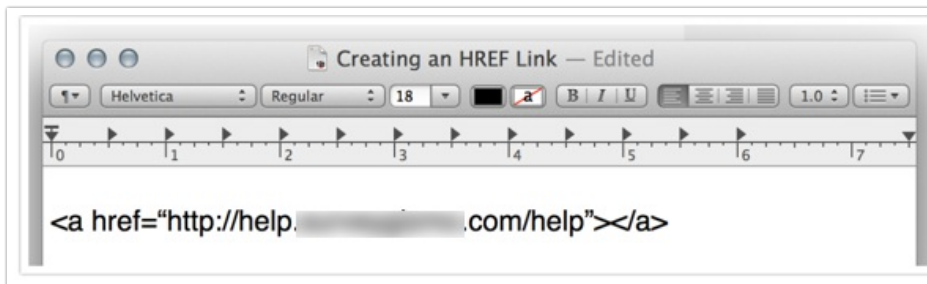 Creating an HREF Link — Edited
¶ Helvetica Regular 18 a B I U 1.0
0 1 2 3 4 5 6 7
<a href=“http://help. .com/help”></a>